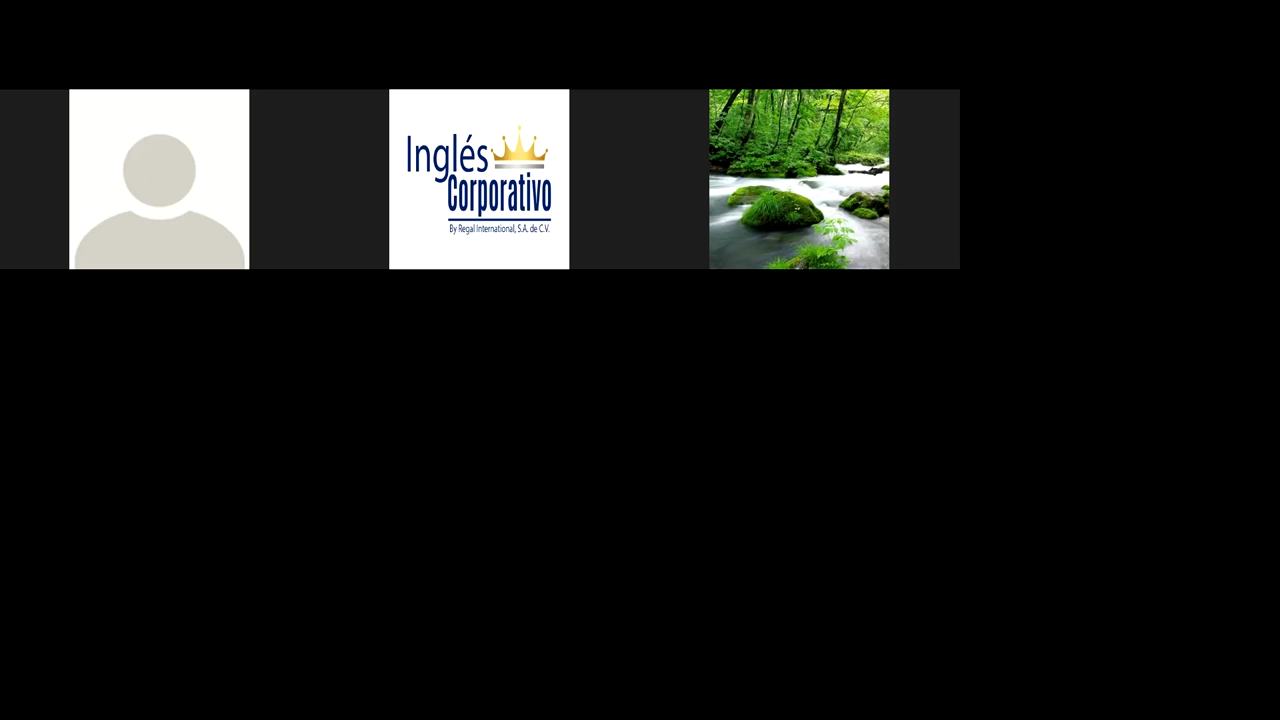 Inglés
Corporativo
By Regal International, S.A. de C.V.